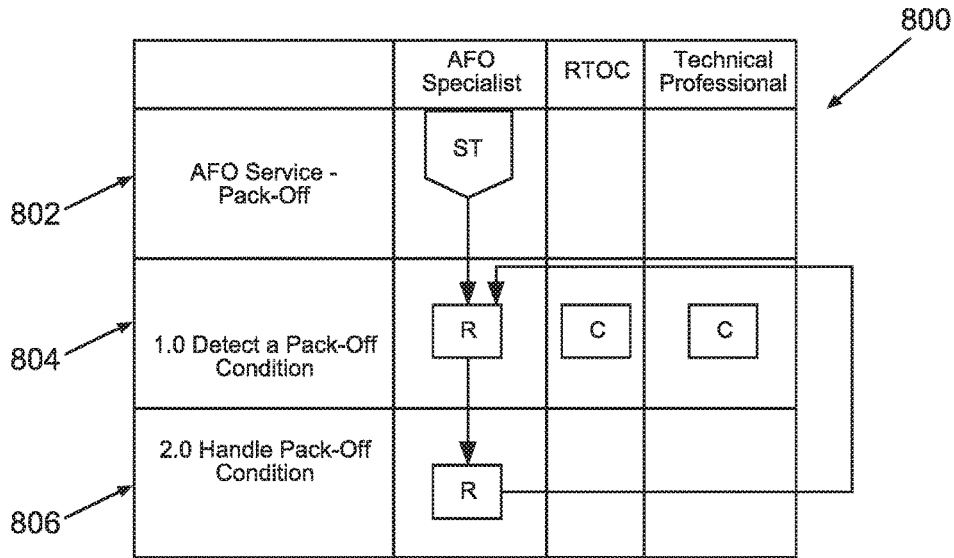 800
AFO
Specialist
RTOC
Technical
Professional
802
AFO Service -
Pack-Off
ST
804
1.0 Detect a Pack-Off
Condition
R
C
C
806
2.0 Handle Pack-Off
Condition
R